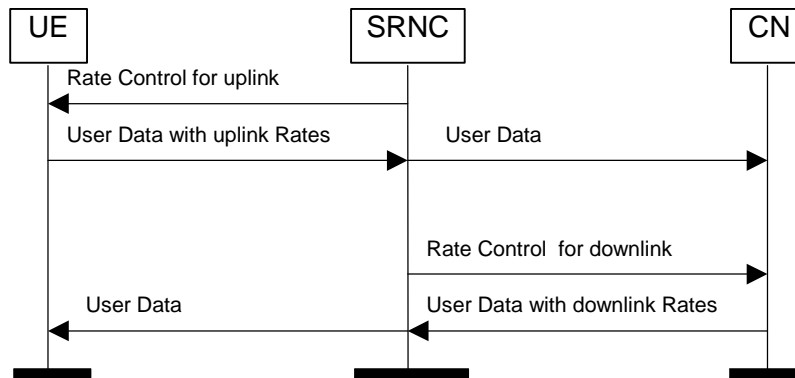 UE
SRNC
CN
Rate Control for uplink
User Data with uplink Rates
User Data
Rate Control  for downlink
User Data
User Data with downlink Rates